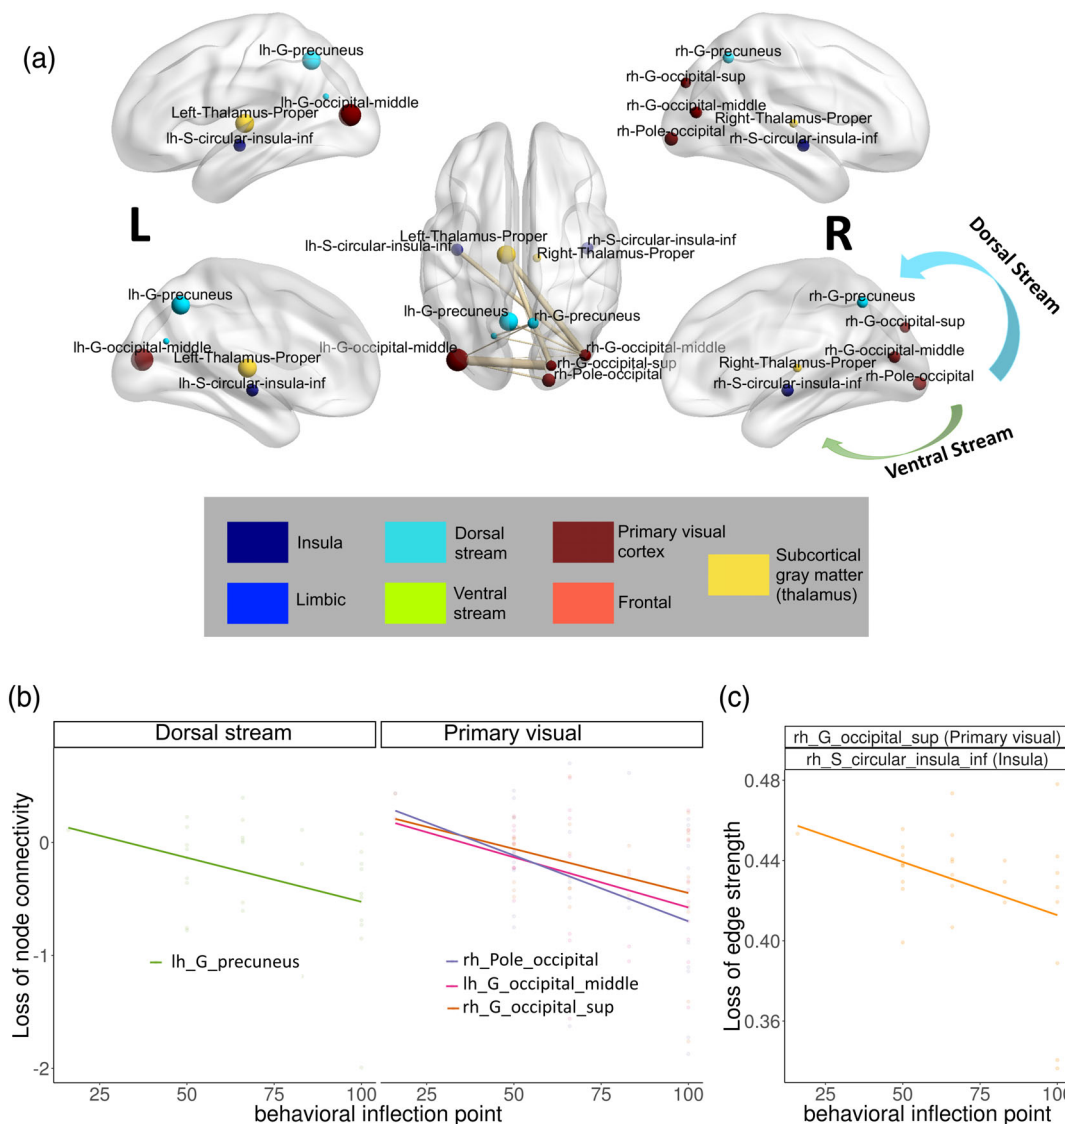 (a)
lh-G-precuneus
lh-G-occipital-middle
Left-Thalamus-Proper
lh-S-circular-insula-inf
rh-G-precuneus
rh-G-occipital-sup
rh-G-occipital-middle
Right-Thalamus-Proper
rh-Pole-occipital
rh-S-circular-insula-inf
L
R
Left-Thalamus-Proper
lh-S-circular-insula-inf
rh-S-circular-insula-inf
Right-Thalamus-Proper
lh-G-precuneus
rh-G-precuneus
lh-G-occipital-middle
rh-G-occipital-middle
rh-G-occipital-sup
rh-Pole-occipital
lh-G-precuneus
lh-G-occipital-middle
Left-Thalamus-Proper
lh-S-circular-insula-inf
rh-G-precuneus
rh-G-occipital-sup
rh-G-occipital-middle
Right-Thalamus-Proper
rh-Pole-occipital
rh-S-circular-insula-inf
Dorsal Stream
Ventral Stream
Insula
Dorsal
stream
Primary visual
cortex
Subcortical
gray matter
(thalamus)
Limbic
Ventral
stream
Frontal
(b)
Dorsal stream
Primary visual
Loss of node connectivity
0
-1
-2
lh_G_precuneus
rh_Pole_occipital
lh_G_occipital_middle
rh_G_occipital_sup
25 50 75 100 25 50 75 100
behavioral inflection point
(c)
rh_G_occipital_sup (Primary visual)
rh_S_circular_insula_inf (Insula)
Loss of edge strength
0.48
0.44
0.40
0.36
25 50 75 100
behavioral inflection point